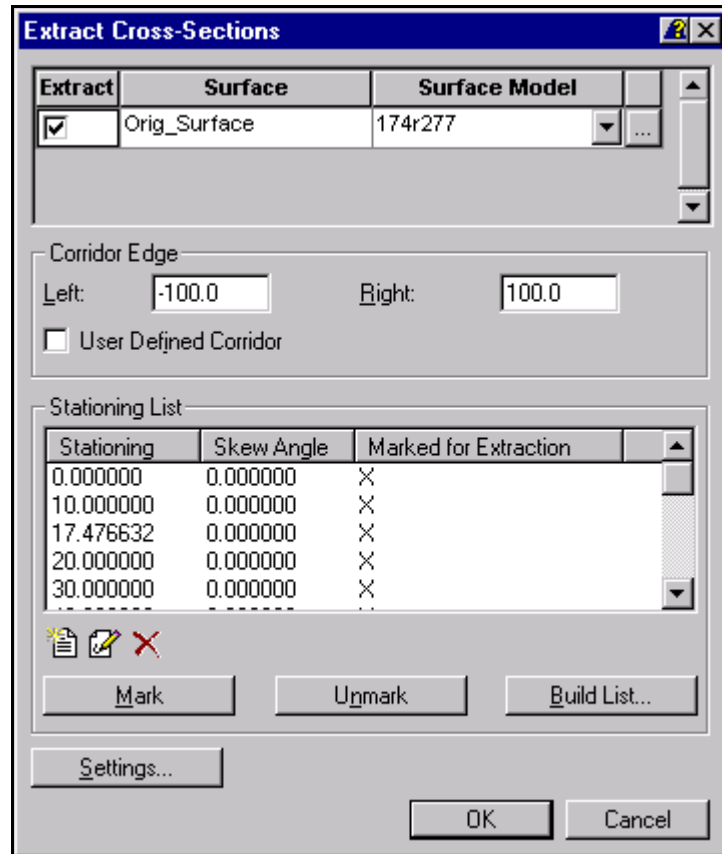 Extract Cross-Sections
Extract Surface Surface Model
Orig_Surface 174r277 ...
Corridor Edge
Left: -100.0 Right: 100.0
User Defined Corridor
Stationing List
Stationing Skew Angle Marked for Extraction
0.000000 0.000000 X
10.000000 0.000000 X
17.476632 0.000000 X
20.000000 0.000000 X
30.000000 0.000000 X
Mark Unmark Build List...
Settings...
OK Cancel